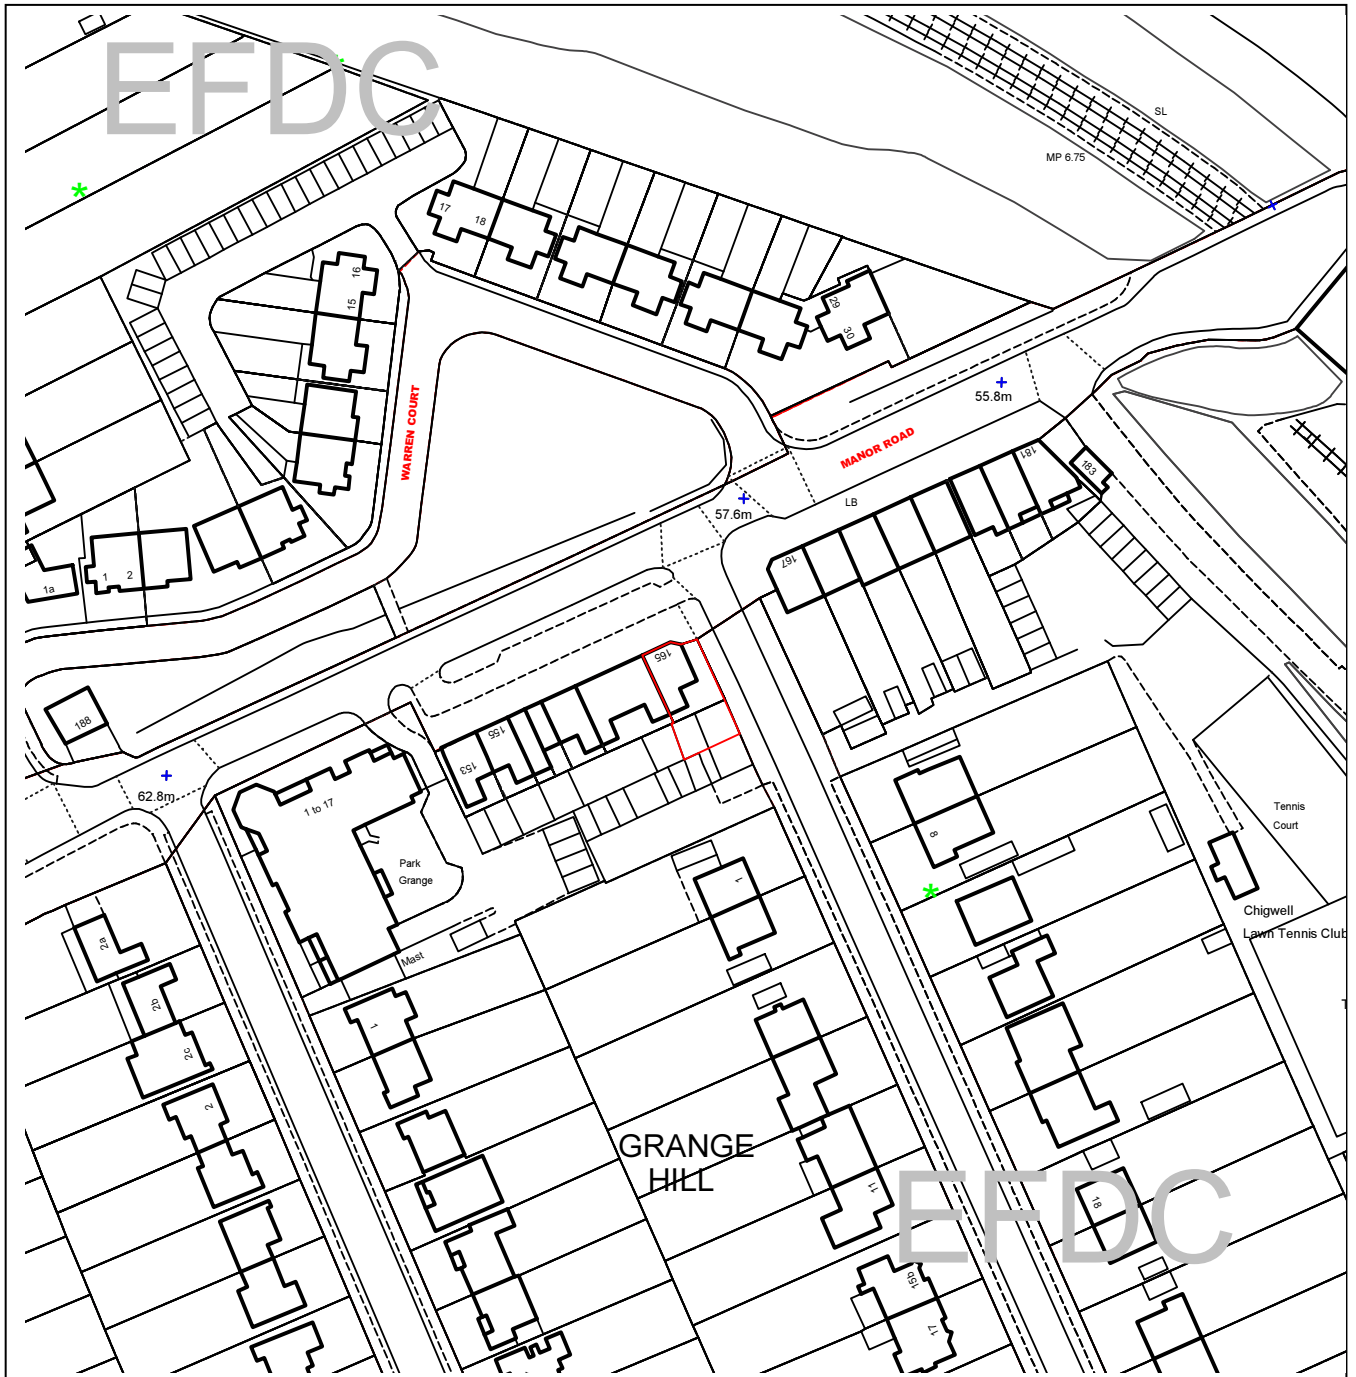 EFDC
SL
MP 6.75
17
18
16
15
29
30
55.8m
WARREN COURT
MANOR ROAD
181
183
57.6m
LB
167
1
2
1a
165
188
155
153
62.8m
1 to 17
Park
Grange
8
Tennis
Court
1
Chigwell
Lawn Tennis Club
2a
Mast
2b
1
2c
2
GRANGE
HILL
EFDC
11
18
15b
17